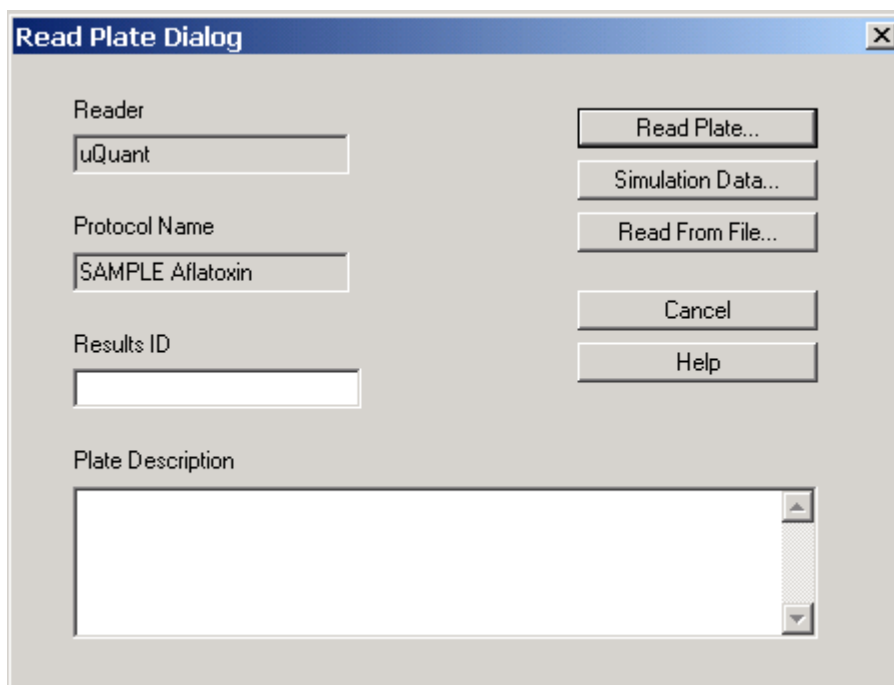 Read Plate Dialog
Reader
uQuant
Protocol Name
SAMPLE Aflatoxin
Results ID
Plate Description
Read Plate...
Simulation Data...
Read From File...
Cancel
Help